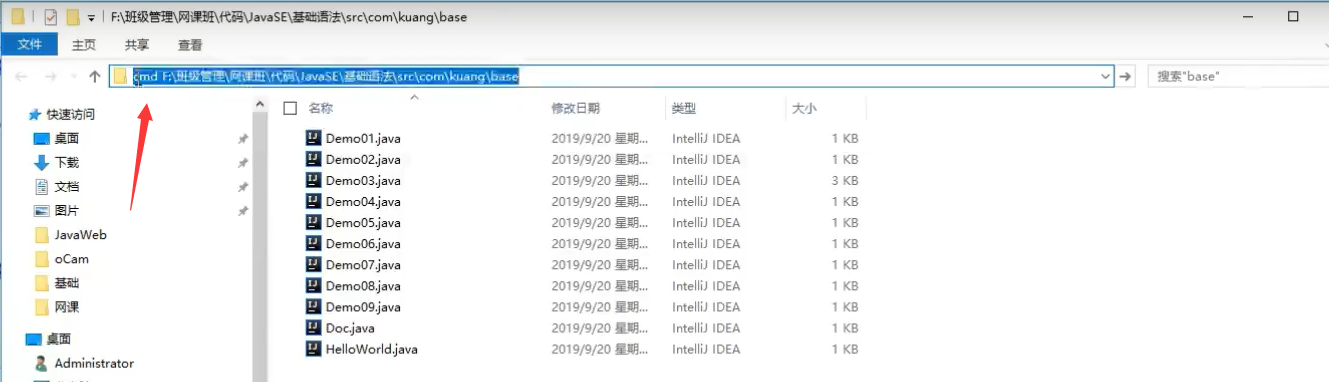 F:\班级管理\网课班\代码\JavaSE\基础语法\src\com\kuang\base
文件 主页 共享 查看
cmd F:\班级管理\网课班\代码\JavaSE\基础语法\src\com\kuang\base
搜索"base"
快速访问
桌面
下载
文档
图片
JavaWeb
oCam
基础
网课
桌面
Administrator
名称 修改日期 类型 大小
Demo01.java 2019/9/20 星期... IntelliJ IDEA 1 KB
Demo02.java 2019/9/20 星期... IntelliJ IDEA 1 KB
Demo03.java 2019/9/20 星期... IntelliJ IDEA 3 KB
Demo04.java 2019/9/20 星期... IntelliJ IDEA 1 KB
Demo05.java 2019/9/20 星期... IntelliJ IDEA 1 KB
Demo06.java 2019/9/20 星期... IntelliJ IDEA 1 KB
Demo07.java 2019/9/20 星期... IntelliJ IDEA 1 KB
Demo08.java 2019/9/20 星期... IntelliJ IDEA 1 KB
Demo09.java 2019/9/20 星期... IntelliJ IDEA 1 KB
Doc.java 2019/9/20 星期... IntelliJ IDEA 1 KB
HelloWorld.java 2019/9/20 星期... IntelliJ IDEA 1 KB